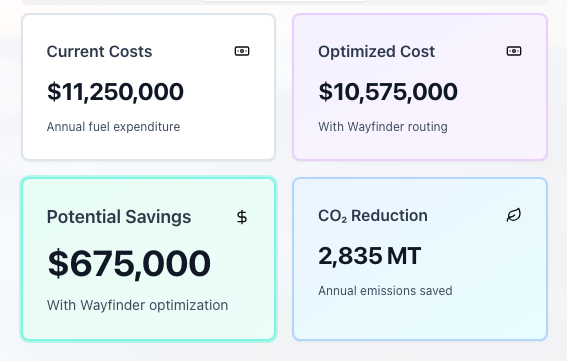 Current Costs
$11,250,000
Annual fuel expenditure
Optimized Cost
$10,575,000
With Wayfinder routing
Potential Savings
$
$675,000
With Wayfinder optimization
CO₂ Reduction
2,835 MT
Annual emissions saved